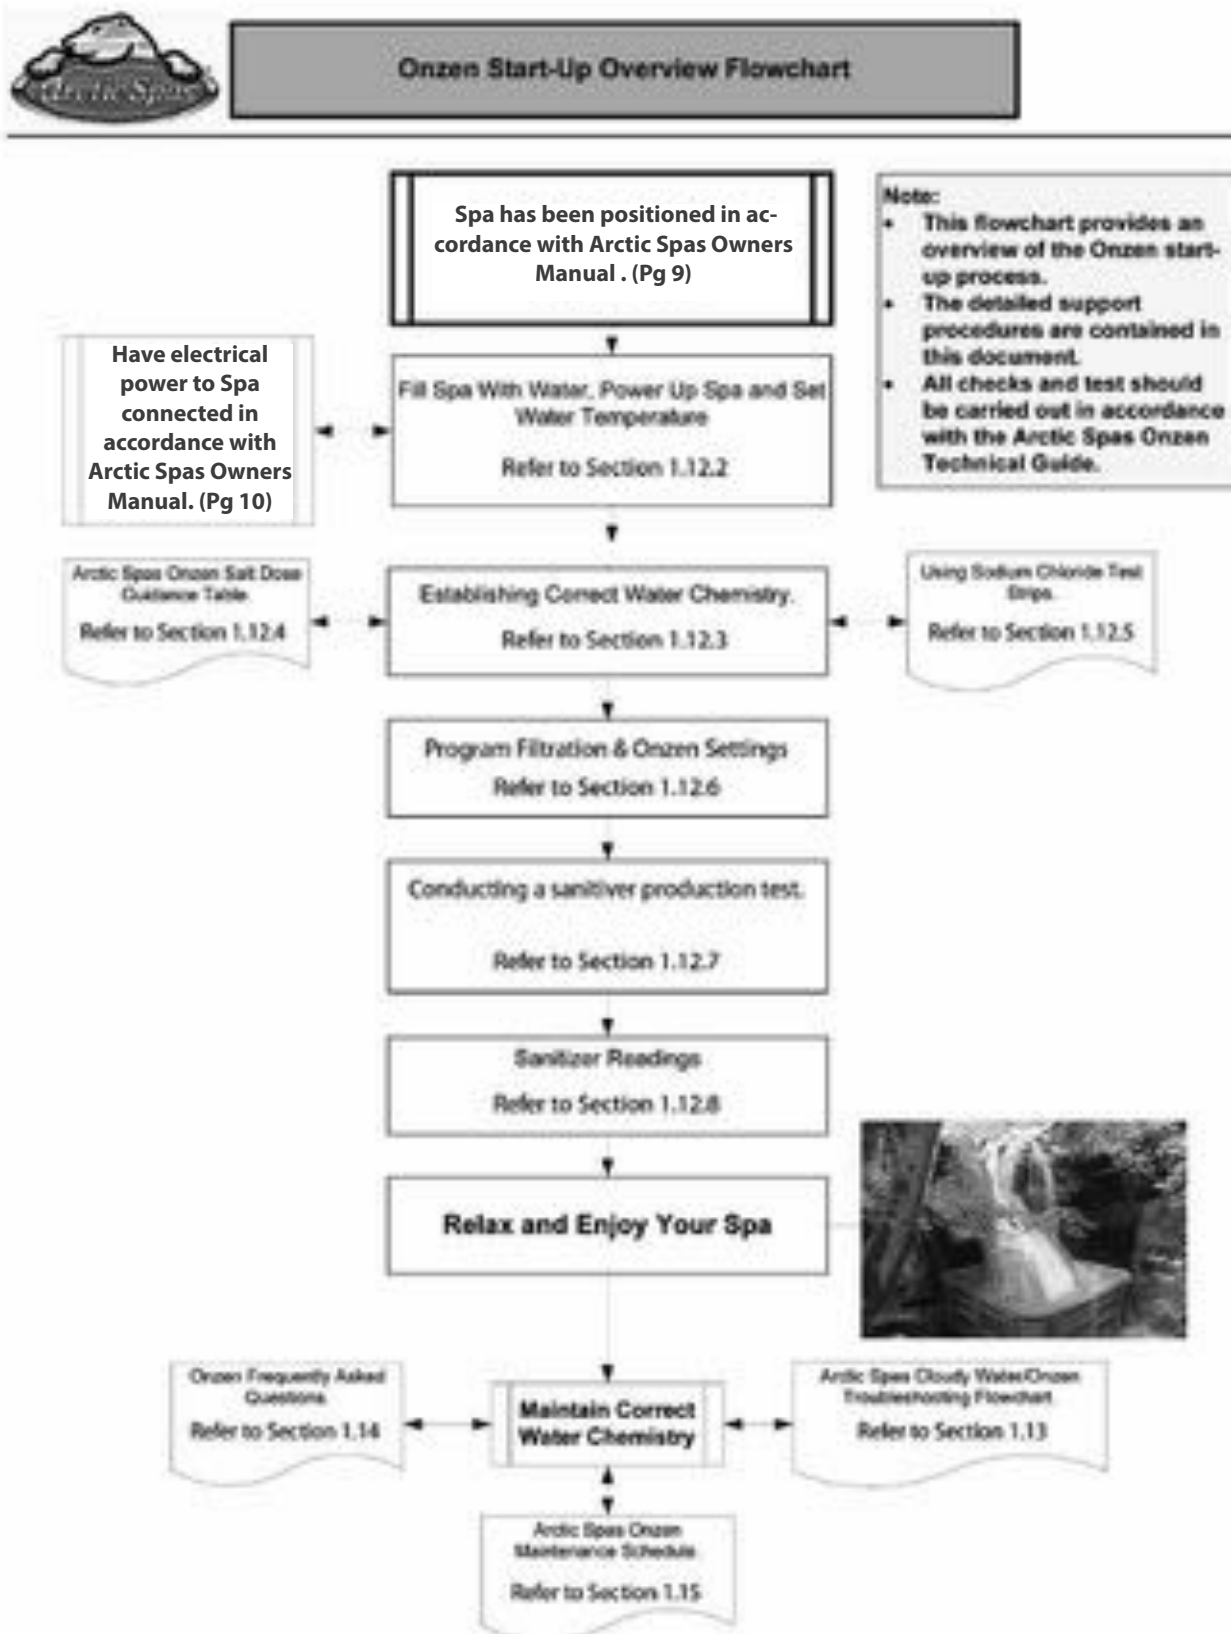 Arctic Spas
Onzen Start-Up Overview Flowchart
Spa has been positioned in ac-
cordance with Arctic Spas Owners
Manual . (Pg 9)
Note:
• This flowchart provides an
overview of the Onzen start-
up process.
• The detailed support
procedures are contained in
this document.
• All checks and test should
be carried out in accordance
with the Arctic Spas Onzen
Technical Guide.
Have electrical
power to Spa
connected in
accordance with
Arctic Spas Owners
Manual. (Pg 10)
Fill Spa With Water, Power Up Spa and Set
Water Temperature
Refer to Section 1.12.2
Arctic Spas Onzen Salt Dose
Guidance Table.
Refer to Section 1.12.4
Establishing Correct Water Chemistry.
Refer to Section 1.12.3
Using Sodium Chloride Test
Strips.
Refer to Section 1.12.5
Program Filtration & Onzen Settings
Refer to Section 1.12.6
Conducting a sanitiver production test.
Refer to Section 1.12.7
Sanitizer Readings
Refer to Section 1.12.8
Relax and Enjoy Your Spa
Onzen Frequently Asked
Questions.
Refer to Section 1.14
Maintain Correct
Water Chemistry
Arctic Spas Cloudy Water/Onzen
Troubleshooting Flowchart.
Refer to Section 1.13
Arctic Spas Onzen
Maintenance Schedule.
Refer to Section 1.15